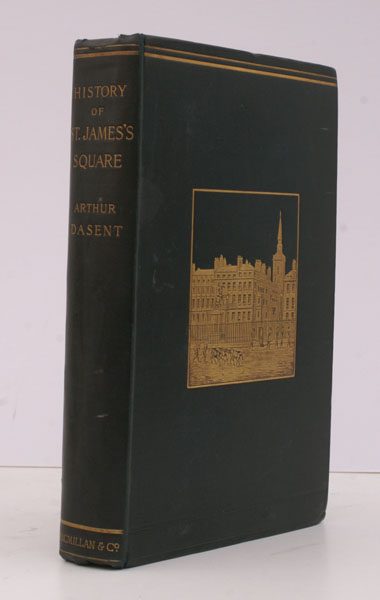 HISTORY
OF
ST. JAMES'S
SQUARE
ARTHUR
DASENT
MACMILLAN & Co.